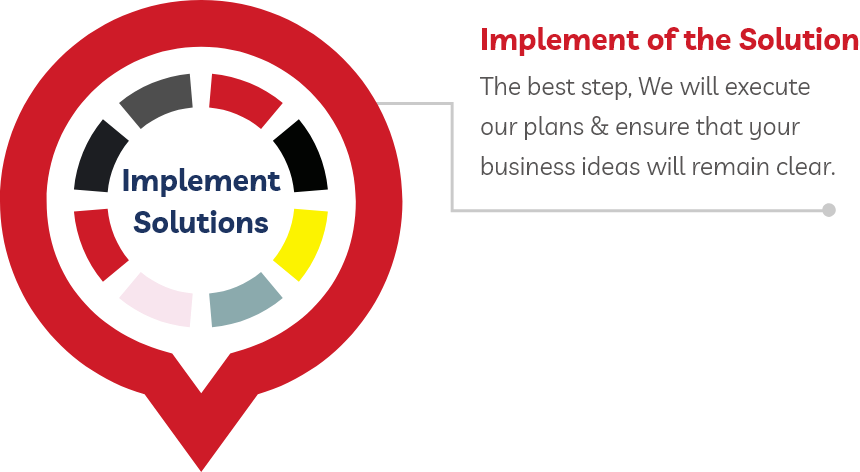 Implement
Solutions
Implement of the Solution
The best step, We will execute
our plans & ensure that your
business ideas will remain clear.